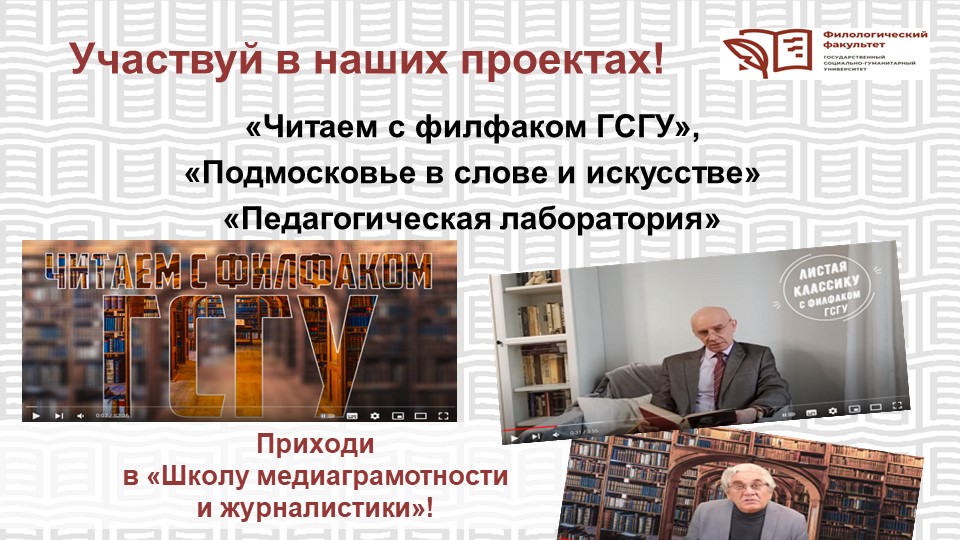 Участвуй в наших проектах!
Филологический
факультет
ГОСУДАРСТВЕННЫЙ
СОЦИАЛЬНО-ГУМАНИТАРНЫЙ
УНИВЕРСИТЕТ
«Читаем с филфаком ГСГУ»,
«Подмосковье в слове и искусстве»
«Педагогическая лаборатория»
ЧИТАЕМ С ФИЛФАКОМ
ГСГУ
ЛИСТАЯ
КЛАССИКУ
С ФИЛФАКОМ
ГСГУ
Приходи
в «Школу медиаграмотности
и журналистики»!